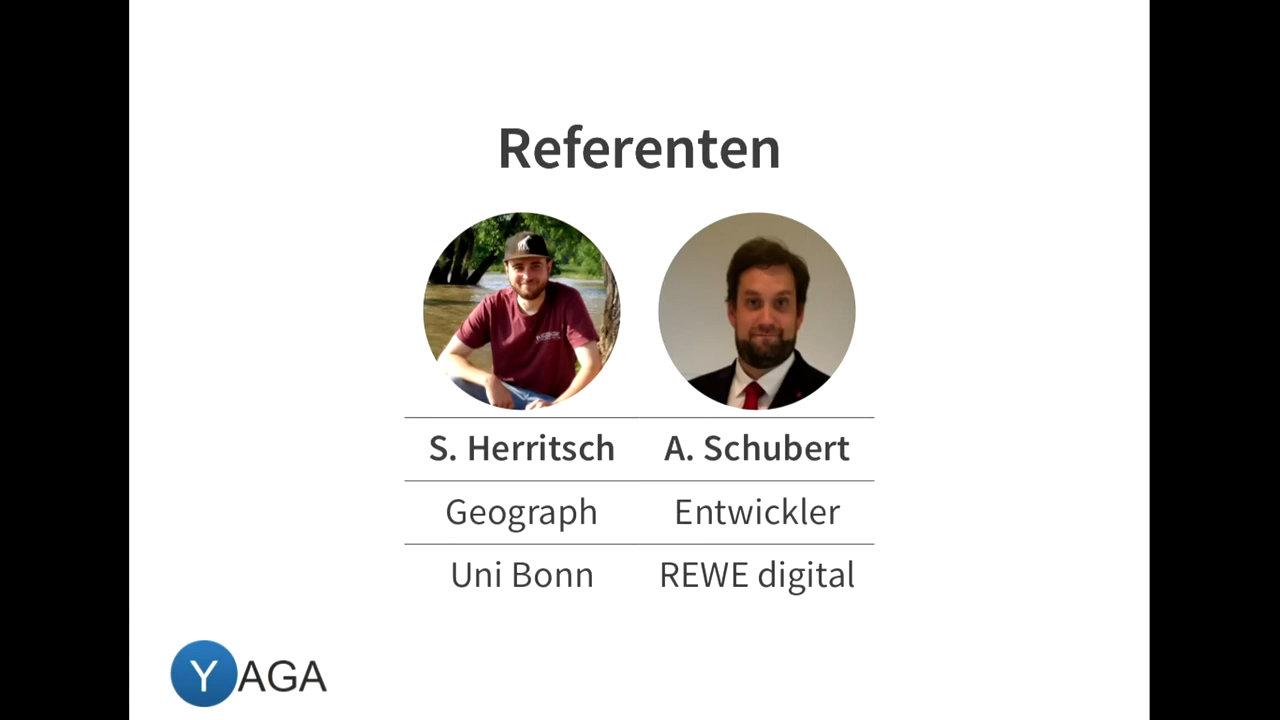 Referenten
S. Herritsch A. Schubert
Geograph Entwickler
Uni Bonn REWE digital
YAGA